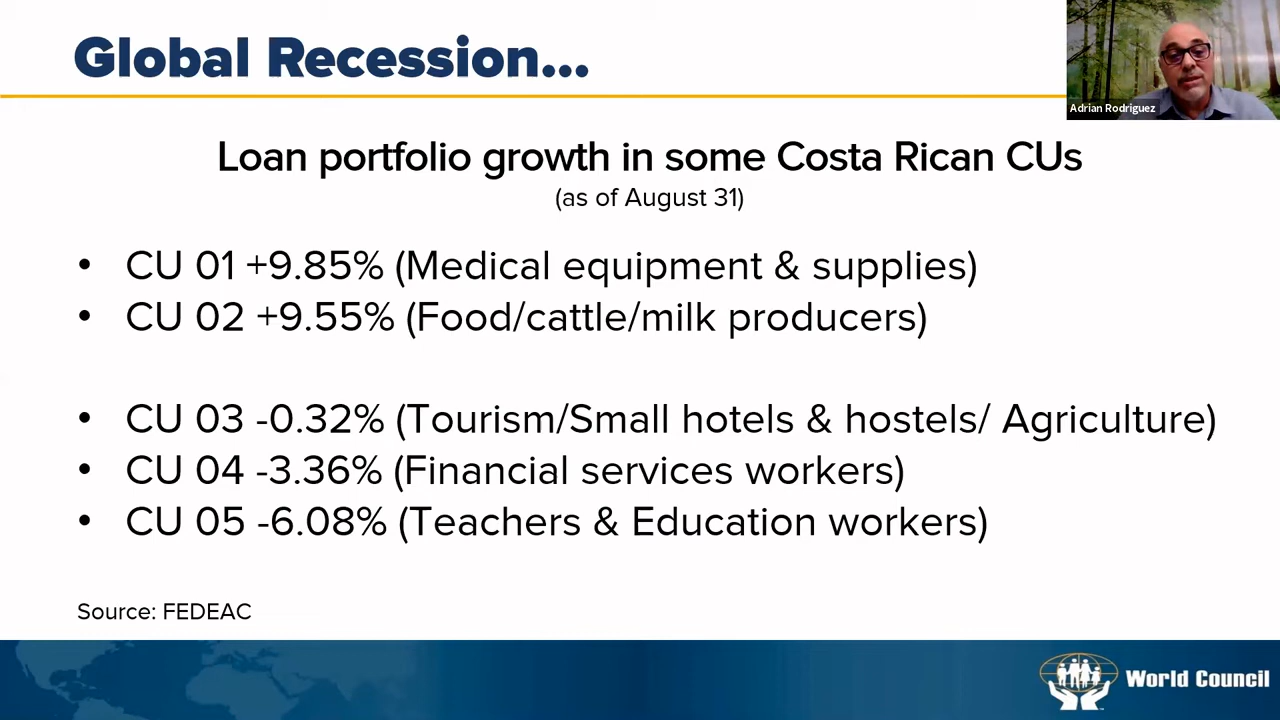 Global Recession...
Adrian Rodriguez
Loan portfolio growth in some Costa Rican CUs
(as of August 31)
• CU 01 +9.85% (Medical equipment & supplies)
• CU 02 +9.55% (Food/cattle/milk producers)
• CU 03 -0.32% (Tourism/Small hotels & hostels/ Agriculture)
• CU 04 -3.36% (Financial services workers)
• CU 05 -6.08% (Teachers & Education workers)
Source: FEDEAC
World Council